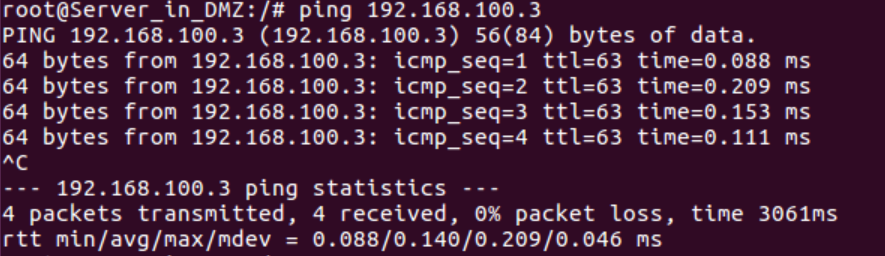 root@Server_in_DMZ:/# ping 192.168.100.3
PING 192.168.100.3 (192.168.100.3) 56(84) bytes of data.
64 bytes from 192.168.100.3: icmp_seq=1 ttl=63 time=0.088 ms
64 bytes from 192.168.100.3: icmp_seq=2 ttl=63 time=0.209 ms
64 bytes from 192.168.100.3: icmp_seq=3 ttl=63 time=0.153 ms
64 bytes from 192.168.100.3: icmp_seq=4 ttl=63 time=0.111 ms
^C
--- 192.168.100.3 ping statistics ---
4 packets transmitted, 4 received, 0% packet loss, time 3061ms
rtt min/avg/max/mdev = 0.088/0.140/0.209/0.046 ms